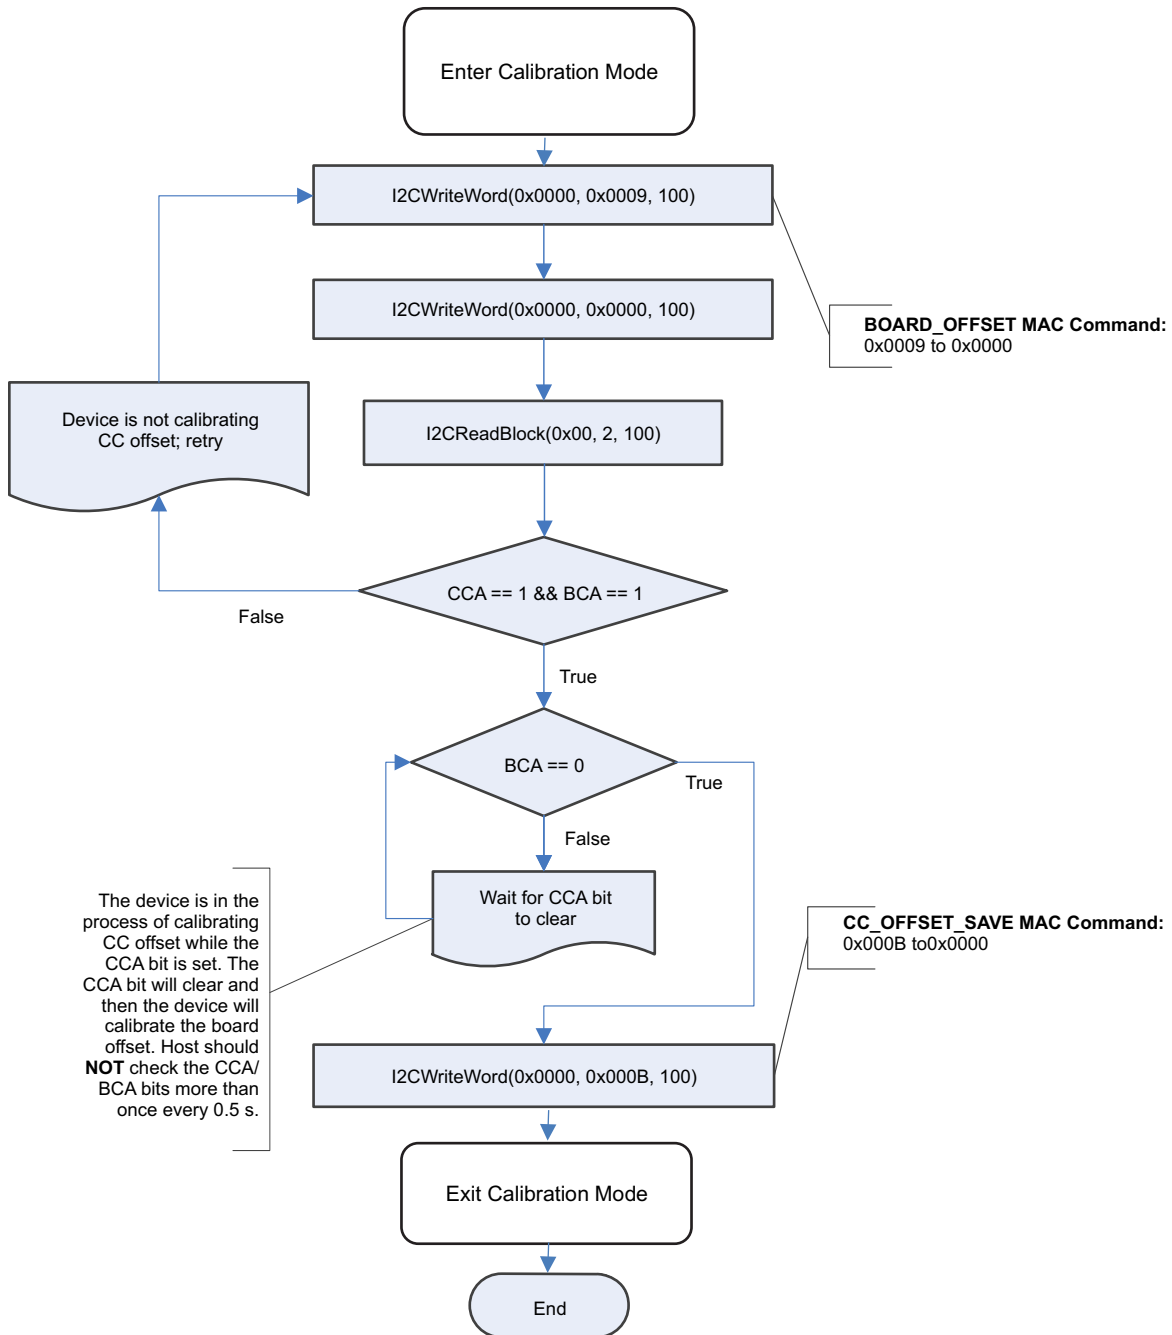 Enter Calibration Mode
I2CWriteWord(0x0000, 0x0009, 100)
I2CWriteWord(0x0000, 0x0000, 100)
BOARD_OFFSET MAC Command:
0x0009 to 0x0000
Device is not calibrating
CC offset; retry
I2CReadBlock(0x00, 2, 100)
CCA == 1 && BCA == 1
False
True
BCA == 0
True
False
Wait for CCA bit
to clear
The device is in the
process of calibrating
CC offset while the
CCA bit is set. The
CCA bit will clear and
then the device will
calibrate the board
offset. Host should
NOT check the CCA/
BCA bits more than
once every 0.5 s.
CC_OFFSET_SAVE MAC Command:
0x000B to0x0000
I2CWriteWord(0x0000, 0x000B, 100)
Exit Calibration Mode
End